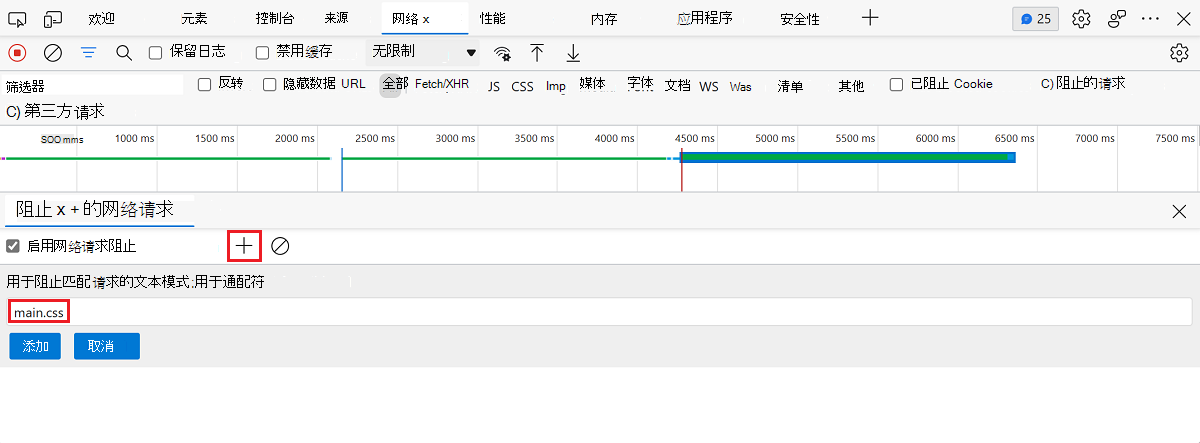 欢迎 元素 控制台 来源 网络 x 性能 内存 应用程序 安全性 25
保留日志 禁用缓存 无限制
筛选器 反转 隐藏数据 URL 全部 Fetch/XHR JS CSS Imp 媒体 字体 文档 WS Was 清单 其他 已阻止 Cookie C) 阻止的请求
C) 第三方请求
SOO mms 1000 ms 1500 ms 2000 ms 2500 ms 3000 ms 3500 ms 4000 ms 4500 ms 5000 ms 5500 ms 6000 ms 6500 ms 7000 ms 7500 ms
阻止 x + 的网络请求
启用网络请求阻止
用于阻止匹配请求的文本模式;用于通配符
main.css
添加 取消